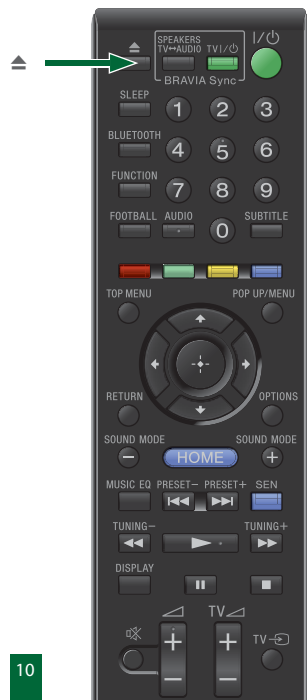 SPEAKERS
TV↔AUDIO TV I/⏻ I/⏻
BRAVIA Sync
SLEEP
1 2 3
BLUETOOTH
4 5 6
FUNCTION
7 8 9
FOOTBALL AUDIO SUBTITLE
0
TOP MENU POP UP/MENU
RETURN OPTIONS
SOUND MODE SOUND MODE
– HOME +
MUSIC EQ PRESET– PRESET+ SEN
TUNING– TUNING+
DISPLAY
TV
+ + TV
– –
10